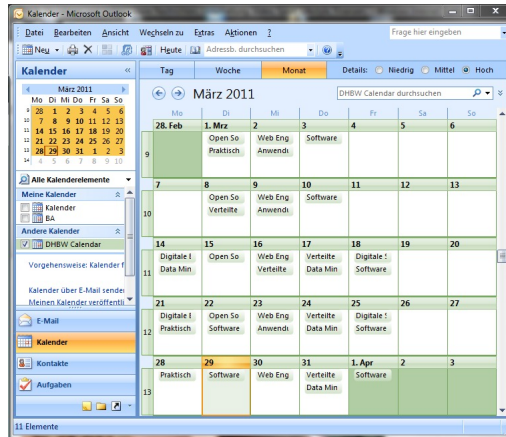 Kalender - Microsoft Outlook
Datei Bearbeiten Ansicht Wechseln zu Extras Aktionen ? Frage hier eingeben
Neu Heute Adressb. durchsuchen
Kalender «
Tag Woche Monat Details: Niedrig Mittel Hoch
März 2011
Mo Di Mi Do Fr Sa So
9 28 1 2 3 4 5 6
10 7 8 9 10 11 12 13
11 14 15 16 17 18 19 20
12 21 22 23 24 25 26 27
13 28 29 30 31 1 2 3
14 4 5 6 7 8 9 10
Alle Kalenderelemente
Meine Kalender
Kalender
BA
Andere Kalender
DHBW Calendar
Vorgehensweise: Kalender f
Kalender über E-Mail sender
Meinen Kalender veröffentli
E-Mail
Kalender
Kontakte
Aufgaben
März 2011 DHBW Calendar durchsuchen
Mo Di Mi Do Fr Sa So
28. Feb 1. Mrz 2 3 4 5 6
Open So Web Eng Software
9 Praktisch Anwendu
7 8 9 10 11 12 13
Open So Web Eng Software
10 Verteilte Anwendu
14 15 16 17 18 19 20
Digitale Open So Web Eng Verteilte Digitale
11 Data Min Verteilte Data Min Software
21 22 23 24 25 26 27
Digitale Open So Web Eng Verteilte Digitale
12 Praktisch Software Anwendu Data Min Software
28 29 30 31 1. Apr 2 3
Praktisch Software Web Eng Verteilte Software
13 Data Min
11 Elemente